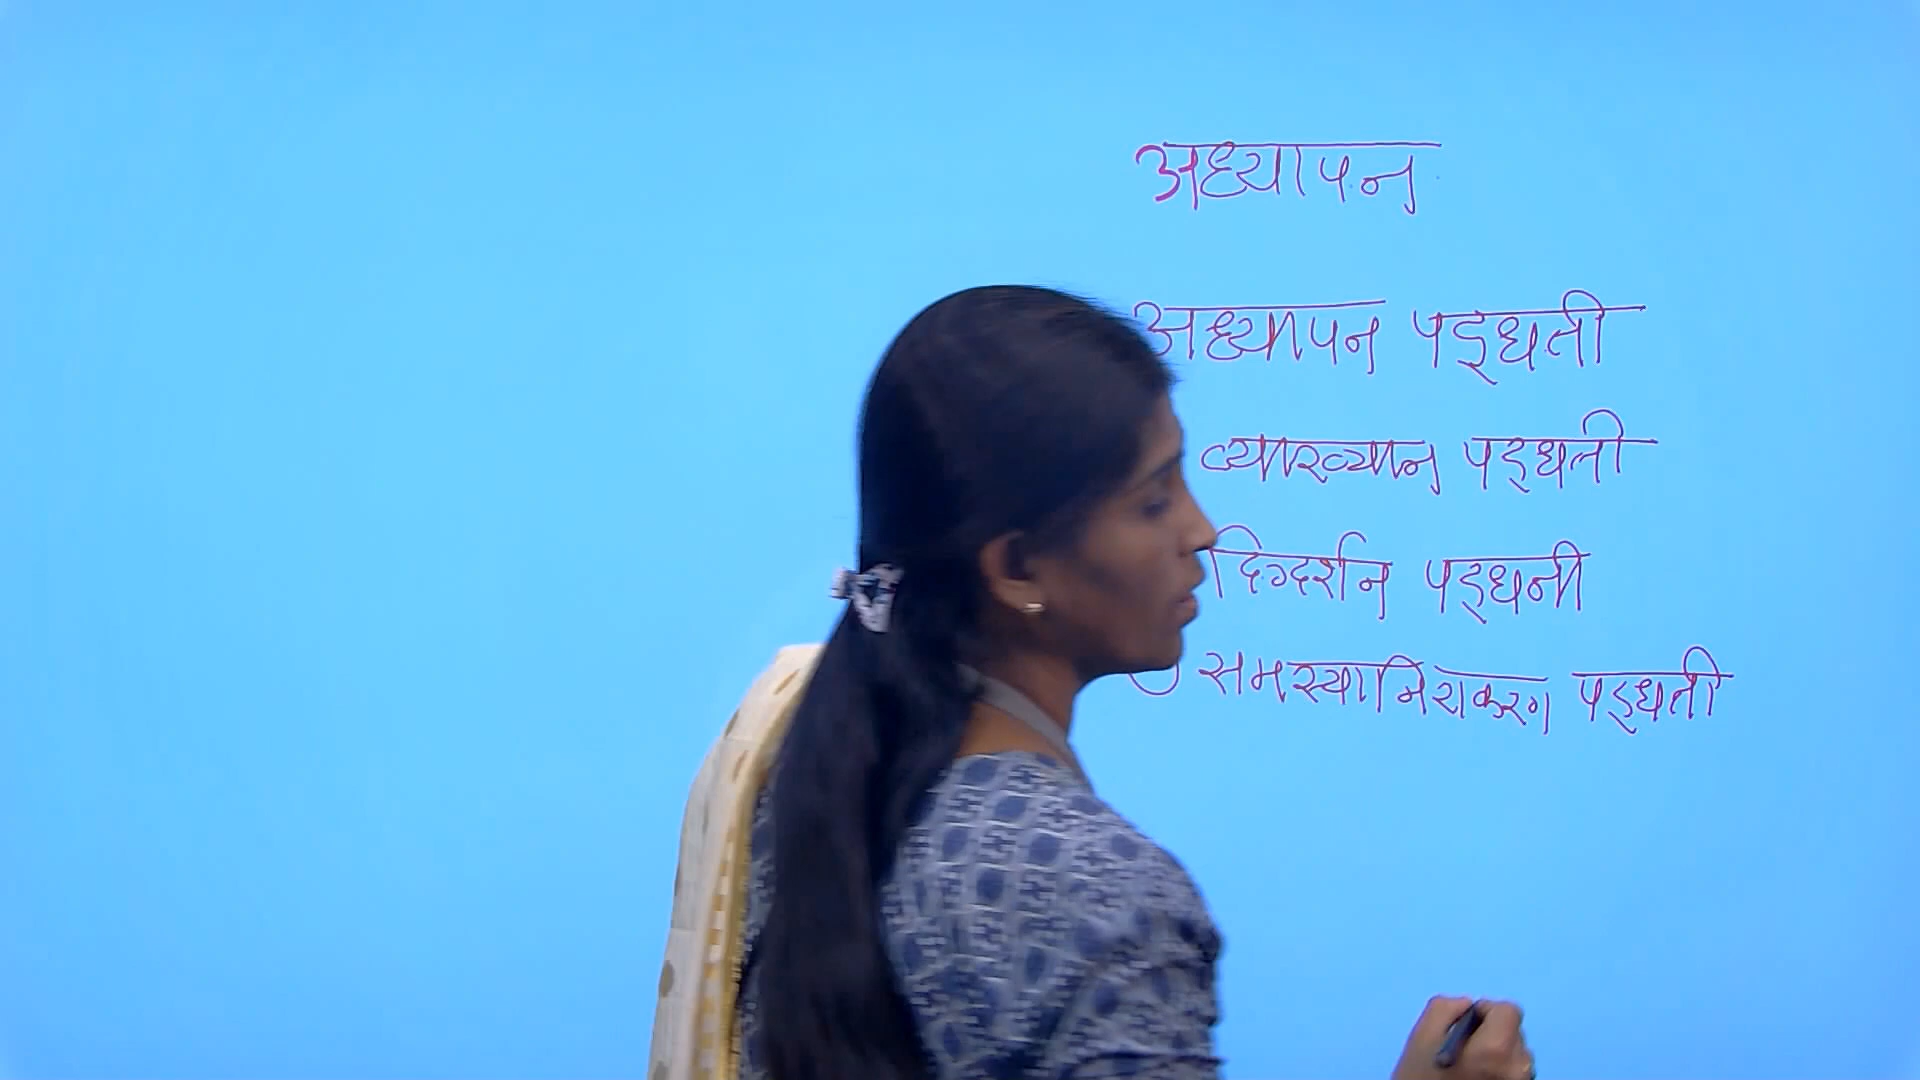 अध्यापन
अध्यापन पद्धती
व्याख्यान पद्धती
दिग्दर्शन पद्धती
समस्यानिराकरण पद्धती